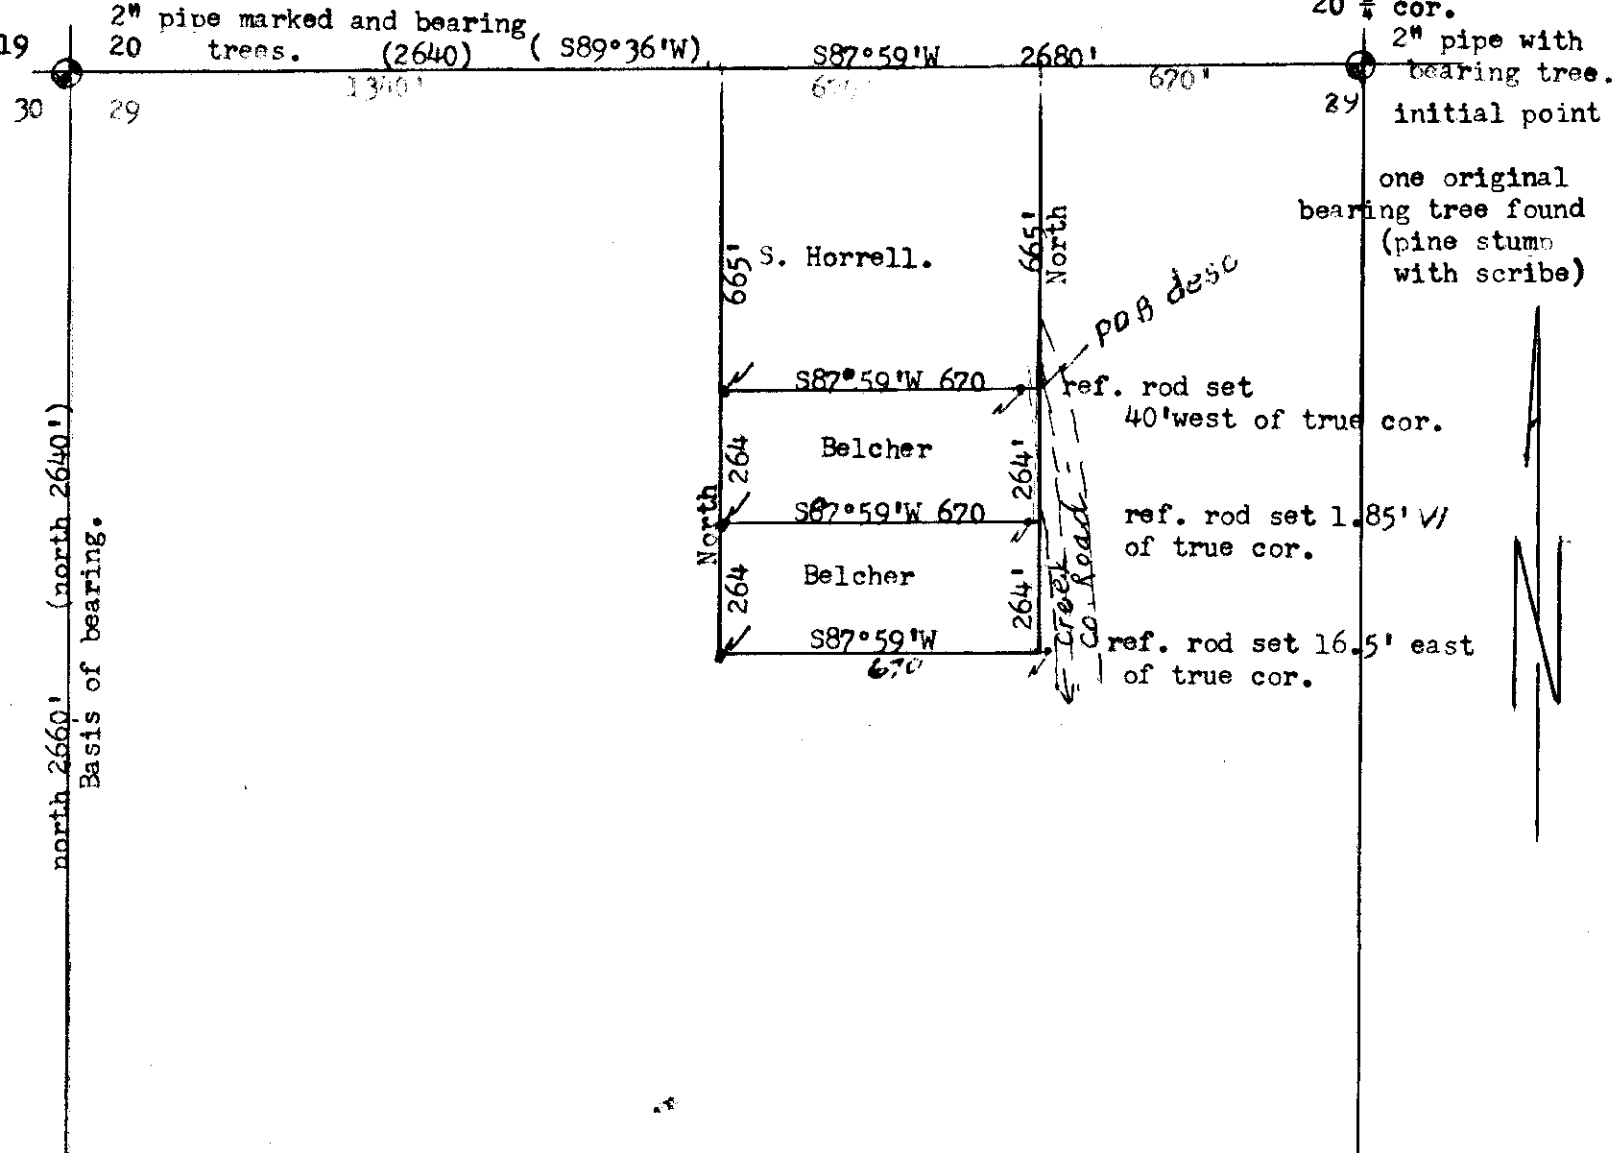 2" pipe marked and bearing
trees.
19
20
30
29
(2640)
( S89°36'W)
S87°59'W
2680'
1340'
670'
670'
20 ¼ cor.
2" pipe with
bearing tree.
29
initial point
one original
bearing tree found
(pine stump
with scribe)
665'
S. Horrell.
665'
North
POB desc
S87°59'W 670
ref. rod set
40'west of true cor.
264
Belcher
264'
North
S87°59'W 670
ref. rod set 1.85' W
of true cor.
264
Belcher
264'
Creek
Co. Road
S87°59'W
670
ref. rod set 16.5' east
of true cor.
north 2660' (north 2640')
Basis of bearing.
N